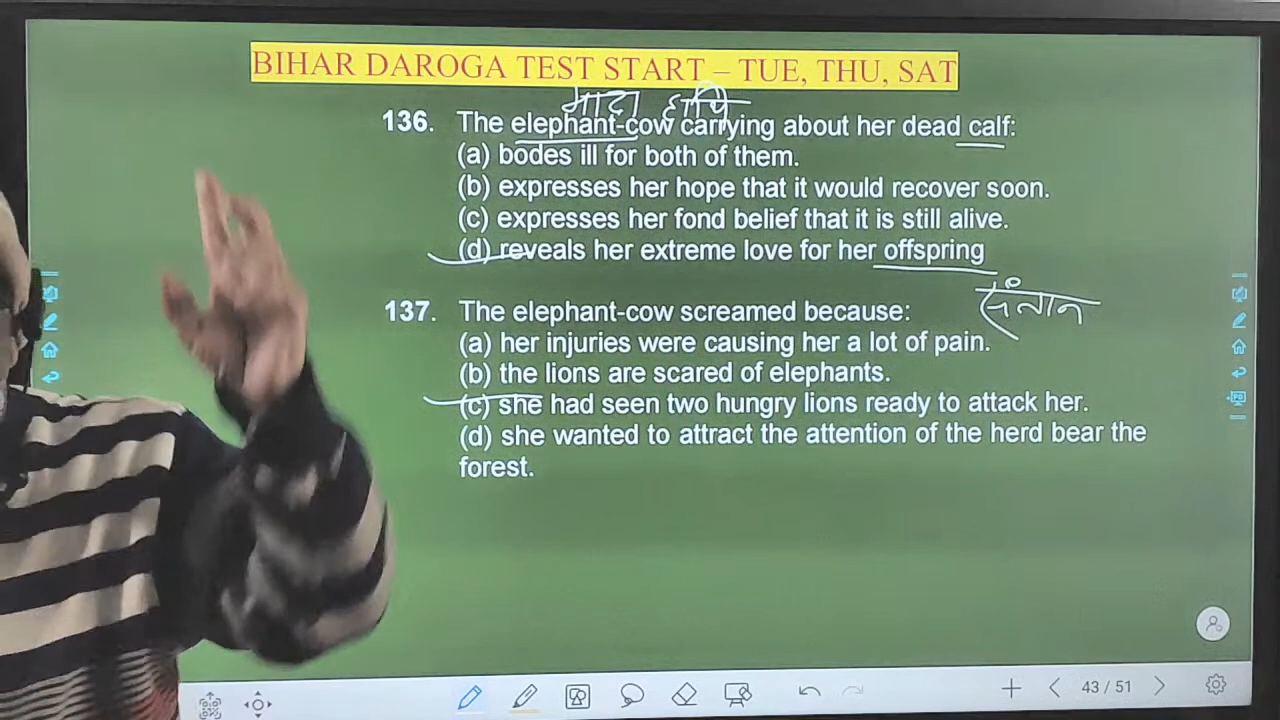 BIHAR DAROGA TEST START – TUE, THU, SAT
मादा हाथि
136. The elephant-cow carrying about her dead calf:
(a) bodes ill for both of them.
(b) expresses her hope that it would recover soon.
(c) expresses her fond belief that it is still alive.
(d) reveals her extreme love for her offspring
संतान
137. The elephant-cow screamed because:
(a) her injuries were causing her a lot of pain.
(b) the lions are scared of elephants.
(c) she had seen two hungry lions ready to attack her.
(d) she wanted to attract the attention of the herd bear the
forest.
43 / 51